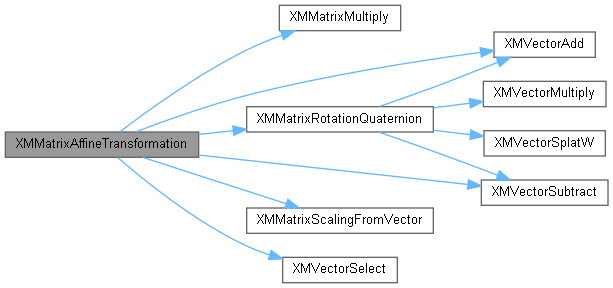 XMMatrixMultiply
XMVectorAdd
XMVectorMultiply
XMMatrixRotationQuaternion
XMMatrixAffineTransformation
XMVectorSplatW
XMVectorSubtract
XMMatrixScalingFromVector
XMVectorSelect